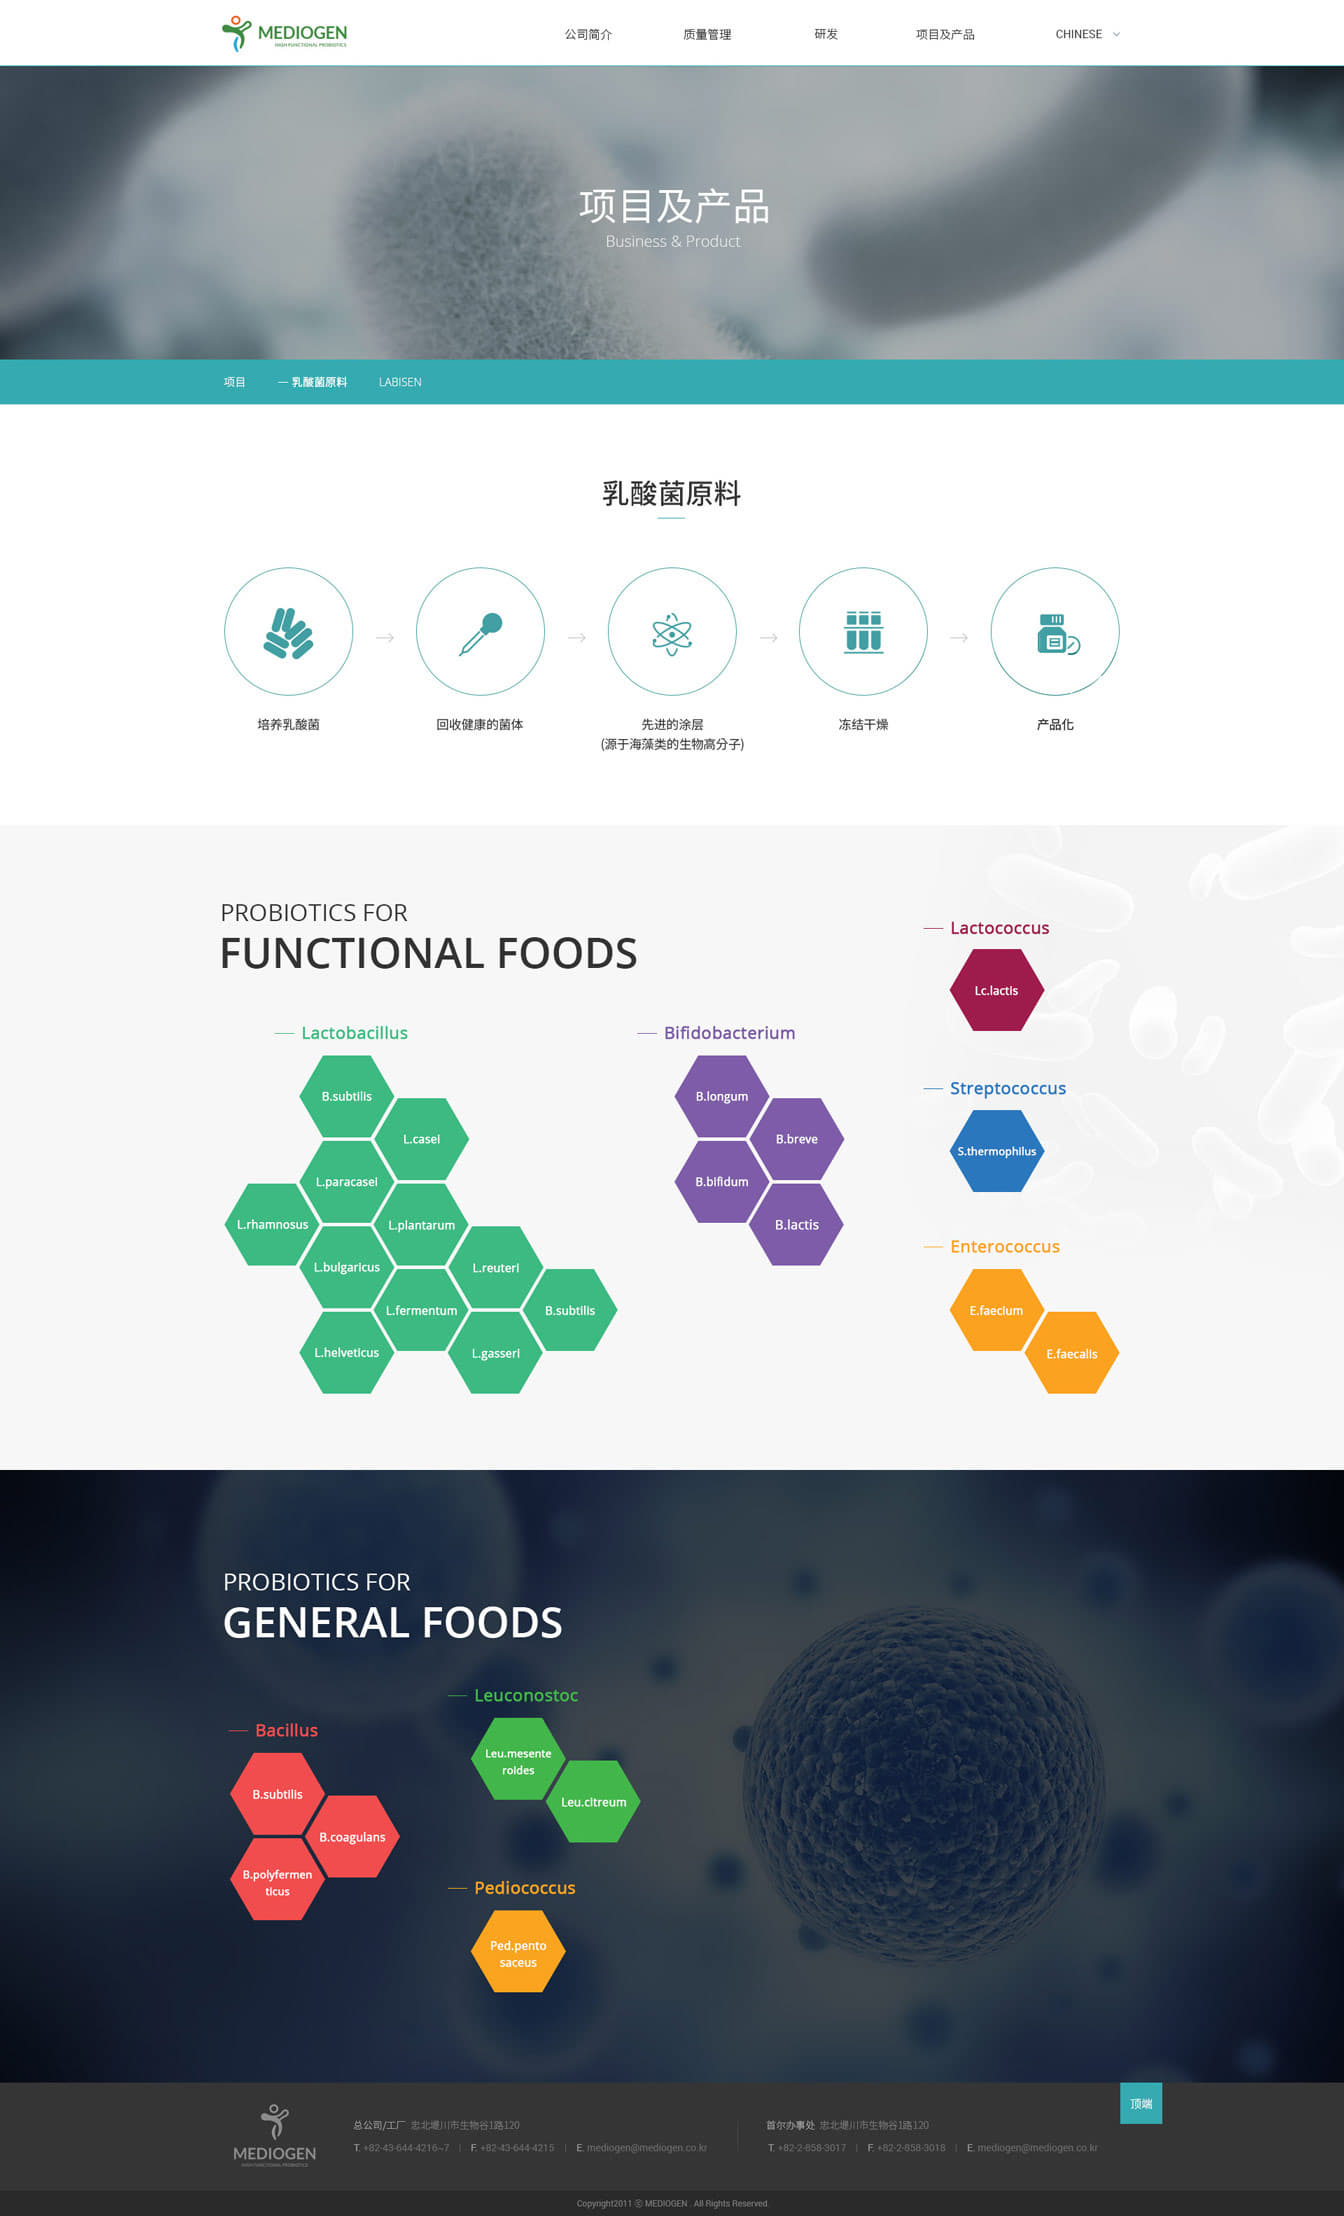 MEDIOGEN
HIGH FUNCTIONAL PROBIOTICS
公司简介
质量管理
研发
项目及产品
CHINESE
项目及产品
Business & Product
项目
乳酸菌原料
LABISEN
乳酸菌原料
培养乳酸菌
回收健康的菌体
先进的涂层
(源于海藻类的生物高分子)
冻结干燥
产品化
PROBIOTICS FOR
FUNCTIONAL FOODS
Lactobacillus
B.subtilis
L.casei
L.paracasei
L.rhamnosus
L.plantarum
L.bulgaricus
L.reuteri
L.fermentum
B.subtilis
L.helveticus
L.gasseri
Bifidobacterium
B.longum
B.breve
B.bifidum
B.lactis
Lactococcus
Lc.lactis
Streptococcus
S.thermophilus
Enterococcus
E.faecium
E.faecalis
PROBIOTICS FOR
GENERAL FOODS
Bacillus
B.subtilis
B.coagulans
B.polyfermen
ticus
Leuconostoc
Leu.mesente
roides
Leu.citreum
Pediococcus
Ped.pento
saceus
顶端
MEDIOGEN
HIGH FUNCTIONAL PROBIOTICS
总公司/工厂 忠北堤川市生物谷1路120
T. +82-43-644-4216~7 | F. +82-43-644-4215 | E. mediogen@mediogen.co.kr
首尔办事处 忠北堤川市生物谷1路120
T. +82-2-858-3017 | F. +82-2-858-3018 | E. mediogen@mediogen.co.kr
Copyright2011 ⓒ MEDIOGEN . All Rights Reserved.